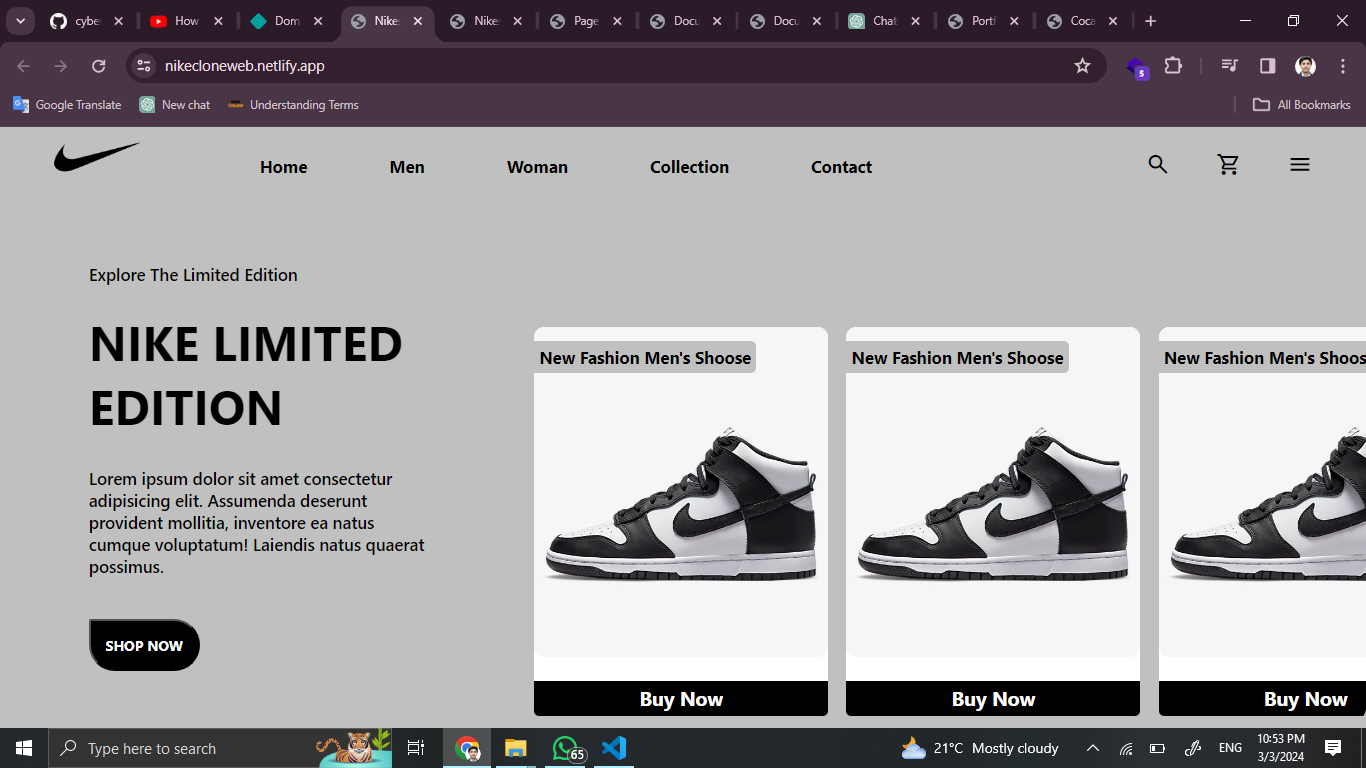 cybe
How
Dom
Nike
Nike
Page
Docu
Docu
Chat
Portf
Coca
nikecloneweb.netlify.app
5
Google Translate
New chat
Understanding Terms
All Bookmarks
Home
Men
Woman
Collection
Contact
Explore The Limited Edition
NIKE LIMITED
EDITION
New Fashion Men's Shoose
New Fashion Men's Shoose
New Fashion Men's Shoos
Lorem ipsum dolor sit amet consectetur
adipisicing elit. Assumenda deserunt
provident mollitia, inventore ea natus
cumque voluptatum! Laiendis natus quaerat
possimus.
SHOP NOW
Buy Now
Buy Now
Buy Now
Type here to search
65
21°C Mostly cloudy
ENG
10:53 PM
3/3/2024